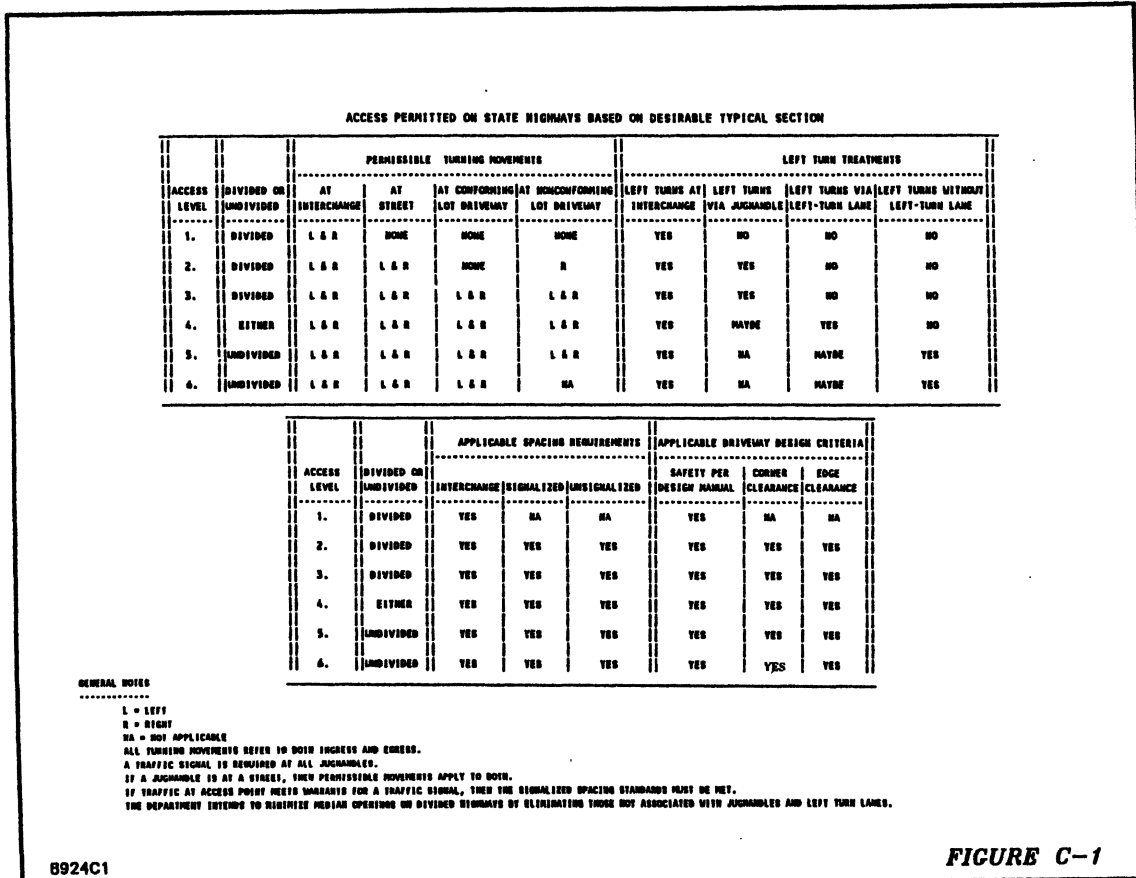 ACCESS PERMITTED ON STATE HIGHWAYS BASED ON DESIRABLE TYPICAL SECTION
PERMISSIBLE TURNING MOVEMENTS LEFT TURN TREATMENTS
ACCESS DIVIDED OR AT AT AT CONFORMING AT NONCONFORMING LEFT TURNS AT LEFT TURNS LEFT TURNS VIA LEFT TURNS WITHOUT
LEVEL UNDIVIDED INTERCHANGE STREET LOT DRIVEWAY LOT DRIVEWAY INTERCHANGE VIA JUGHANDLE LEFT-TURN LANE LEFT-TURN LANE
1. DIVIDED L & R NONE NONE NONE YES NO NO NO
2. DIVIDED L & R L & R NONE R YES YES NO NO
3. DIVIDED L & R L & R L & R L & R YES YES NO NO
4. EITHER L & R L & R L & R L & R YES MAYBE YES NO
5. UNDIVIDED L & R L & R L & R L & R YES NA MAYBE YES
6. UNDIVIDED L & R L & R L & R NA YES NA MAYBE YES
APPLICABLE SPACING REQUIREMENTS APPLICABLE DRIVEWAY DESIGN CRITERIA
ACCESS DIVIDED OR SAFETY PER CORNER EDGE
LEVEL UNDIVIDED INTERCHANGE SIGNALIZED UNSIGNALIZED DESIGN MANUAL CLEARANCE CLEARANCE
1. DIVIDED YES NA NA YES NA NA
2. DIVIDED YES YES YES YES YES YES
3. DIVIDED YES YES YES YES YES YES
4. EITHER YES YES YES YES YES YES
5. UNDIVIDED YES YES YES YES YES YES
6. UNDIVIDED YES YES YES YES YES YES
GENERAL NOTES
L = LEFT
R = RIGHT
NA = NOT APPLICABLE
ALL TURNING MOVEMENTS REFER TO BOTH INGRESS AND EGRESS.
A TRAFFIC SIGNAL IS REQUIRED AT ALL JUGHANDLES.
IF A JUGHANDLE IS AT A STREET, THEN PERMISSIBLE MOVEMENTS APPLY TO BOTH.
IF TRAFFIC AT ACCESS POINT MEETS WARRANTS FOR A TRAFFIC SIGNAL, THEN THE SIGNALIZED SPACING STANDARDS MUST BE MET.
THE DEPARTMENT INTENDS TO MINIMIZE MEDIAN OPENINGS ON DIVIDED HIGHWAYS BY ELIMINATING THOSE NOT ASSOCIATED WITH JUGHANDLES AND LEFT TURN LANES.
8924C1
FIGURE C-1